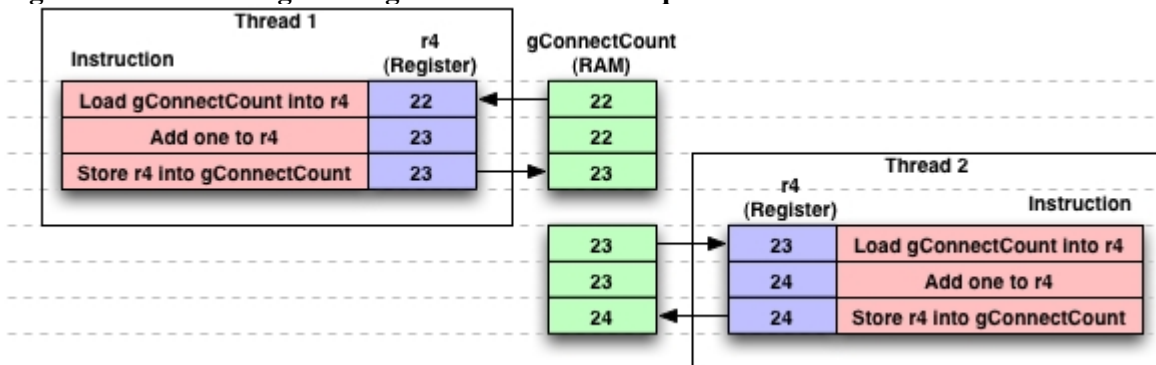 Thread 1
Instruction
r4
(Register)
gConnectCount
(RAM)
Load gConnectCount into r4 22 22
Add one to r4 23 22
Store r4 into gConnectCount 23 23
Thread 2
r4
(Register)
Instruction
23 23 Load gConnectCount into r4
23 24 Add one to r4
24 24 Store r4 into gConnectCount